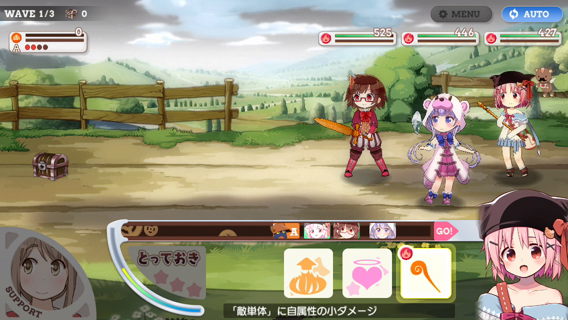 WAVE 1/3 0
MENU
AUTO
0
A
525
446
427
A
GO!
とっておき
SUPPORT
「敵単体」に自属性の小ダメージ